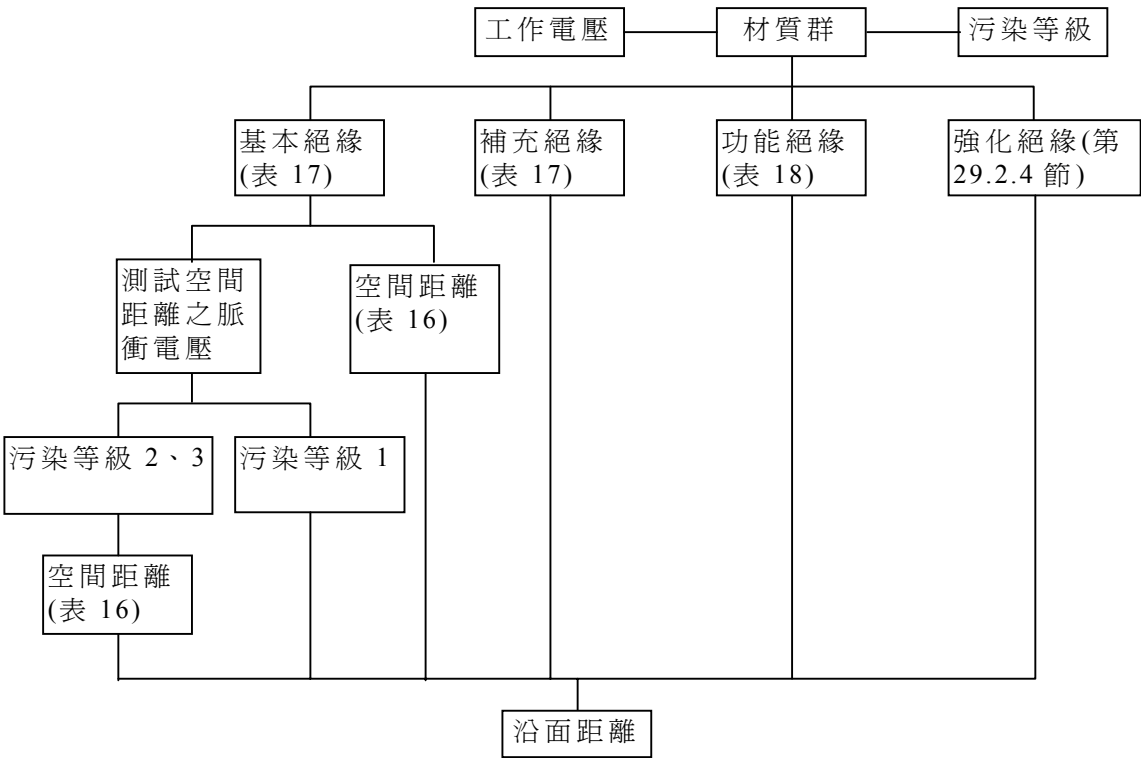 工作電壓
材質群
污染等級
基本絕緣
(表 17)
補充絕緣
(表 17)
功能絕緣
(表 18)
強化絕緣(第
29.2.4 節)
測試空間
距離之脈
衝電壓
空間距離
(表 16)
污染等級 2、3
污染等級 1
空間距離
(表 16)
沿面距離